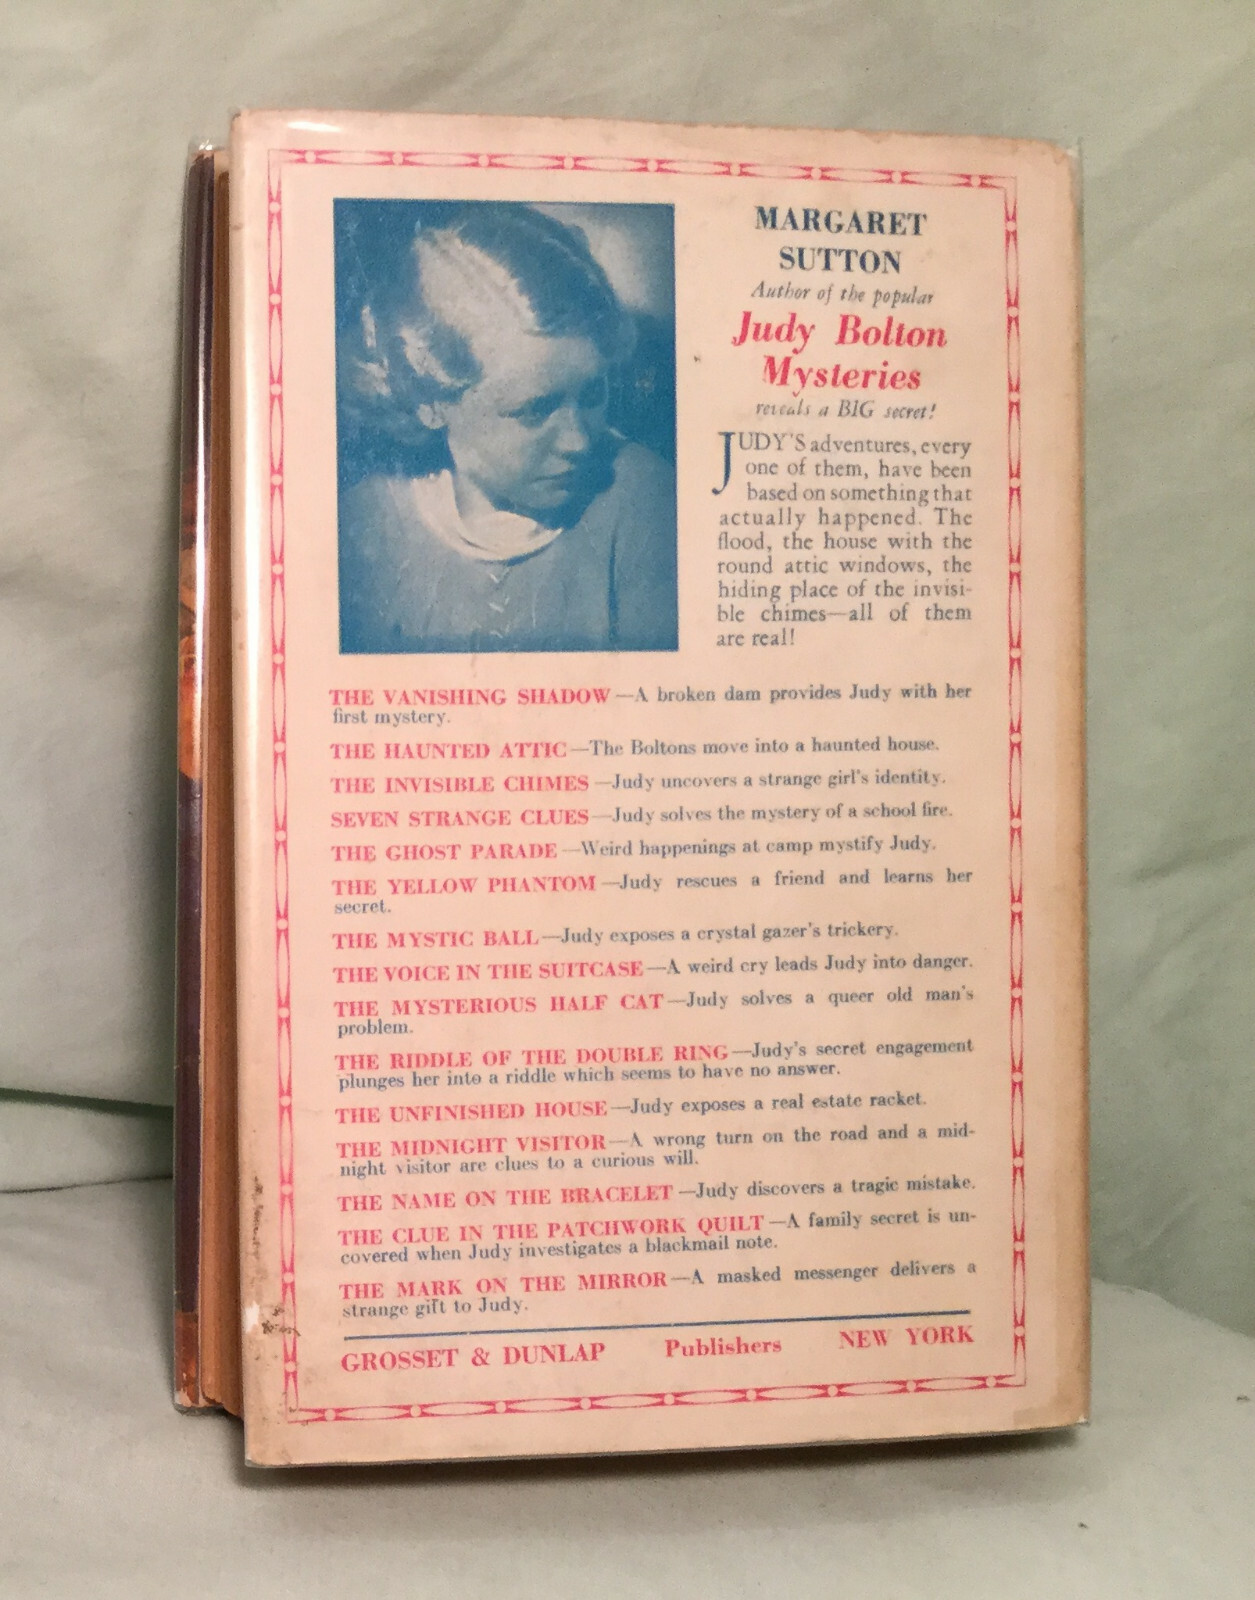 MARGARET
SUTTON
Author of the popular
Judy Bolton
Mysteries
reveals a BIG secret!
JUDY'S adventures, every
one of them, have been
based on something that
actually happened. The
flood, the house with the
round attic windows, the
hiding place of the invisi-
ble chimes—all of them
are real!
THE VANISHING SHADOW—A broken dam provides Judy with her
first mystery.
THE HAUNTED ATTIC—The Boltons move into a haunted house.
THE INVISIBLE CHIMES—Judy uncovers a strange girl's identity.
SEVEN STRANGE CLUES—Judy solves the mystery of a school fire.
THE GHOST PARADE—Weird happenings at camp mystify Judy.
THE YELLOW PHANTOM—Judy rescues a friend and learns her
secret.
THE MYSTIC BALL—Judy exposes a crystal gazer's trickery.
THE VOICE IN THE SUITCASE—A weird cry leads Judy into danger.
THE MYSTERIOUS HALF CAT—Judy solves a queer old man's
problem.
THE RIDDLE OF THE DOUBLE RING—Judy's secret engagement
plunges her into a riddle which seems to have no answer.
THE UNFINISHED HOUSE—Judy exposes a real estate racket.
THE MIDNIGHT VISITOR—A wrong turn on the road and a mid-
night visitor are clues to a curious will.
THE NAME ON THE BRACELET—Judy discovers a tragic mistake.
THE CLUE IN THE PATCHWORK QUILT—A family secret is un-
covered when Judy investigates a blackmail note.
THE MARK ON THE MIRROR—A masked messenger delivers a
strange gift to Judy.
GROSSET & DUNLAP Publishers NEW YORK